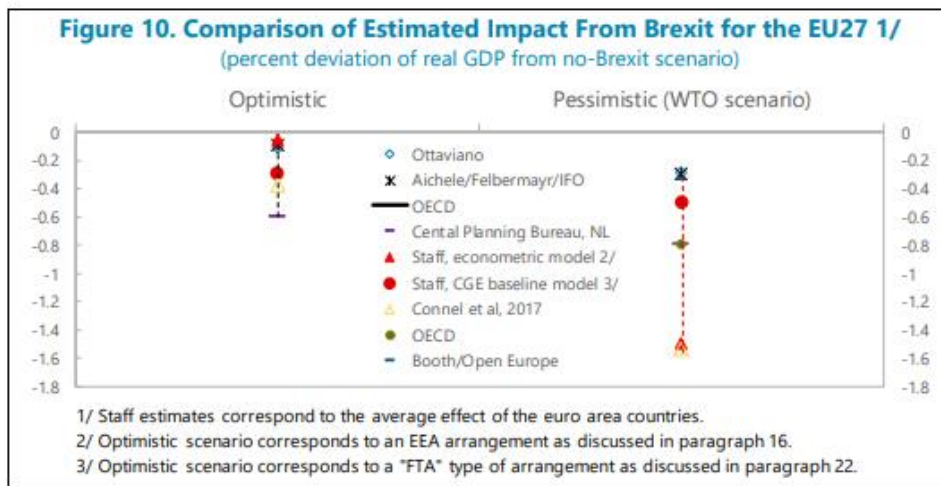 Figure 10. Comparison of Estimated Impact From Brexit for the EU27 1/
(percent deviation of real GDP from no-Brexit scenario)
Optimistic Pessimistic (WTO scenario)
0 0
-0.2 -0.2
-0.4 -0.4
-0.6 -0.6
-0.8 -0.8
-1 -1
-1.2 -1.2
-1.4 -1.4
-1.6 -1.6
-1.8 -1.8
Ottaviano
Aichele/Felbermayr/IFO
OECD
Cental Planning Bureau, NL
Staff, econometric model 2/
Staff, CGE baseline model 3/
Connel et al, 2017
OECD
Booth/Open Europe
1/ Staff estimates correspond to the average effect of the euro area countries.
2/ Optimistic scenario corresponds to an EEA arrangement as discussed in paragraph 16.
3/ Optimistic scenario corresponds to a "FTA" type of arrangement as discussed in paragraph 22.